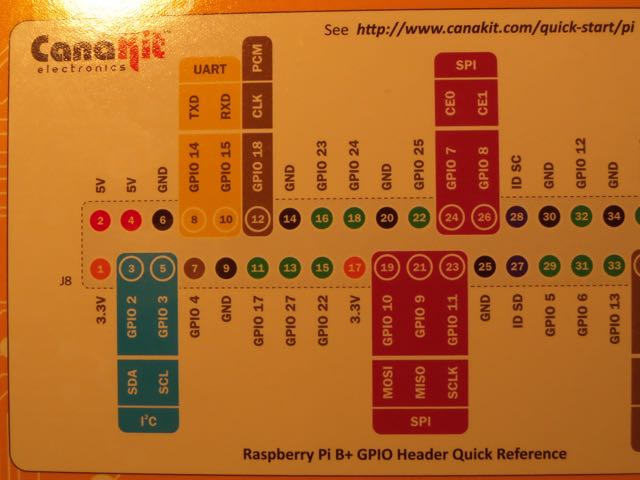 CanaKit
electronics
See http://www.canakit.com/quick-start/pi
UART PCM SPI
TXD RXD CLK CE0 CE1
5V 5V GND GPIO 14 GPIO 15 GPIO 18 GND GPIO 23 GPIO 24 GND GPIO 25 GPIO 7 GPIO 8 ID SC GND GPIO 12 GND
2 4 6 8 10 12 14 16 18 20 22 24 26 28 30 32 34
J8 1 3 5 7 9 11 13 15 17 19 21 23 25 27 29 31 33
3.3V GPIO 2 GPIO 3 GPIO 4 GND GPIO 17 GPIO 27 GPIO 22 3.3V GPIO 10 GPIO 9 GPIO 11 GND ID SD GPIO 5 GPIO 6 GPIO 13
SDA SCL MOSI MISO SCLK
I²C SPI
Raspberry Pi B+ GPIO Header Quick Reference